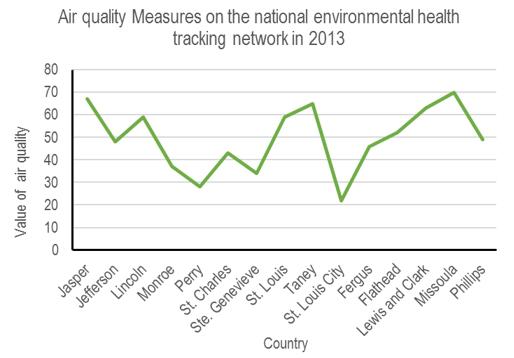 Air quality Measures on the national environmental health
tracking network in 2013
Value of air quality
80
70
60
50
40
30
20
10
0
Jasper
Jefferson
Lincoln
Monroe
Perry
St. Charles
Ste. Genevieve
St. Louis
Taney
St. Louis City
Fergus
Flathead
Lewis and Clark
Missoula
Phillips
Country